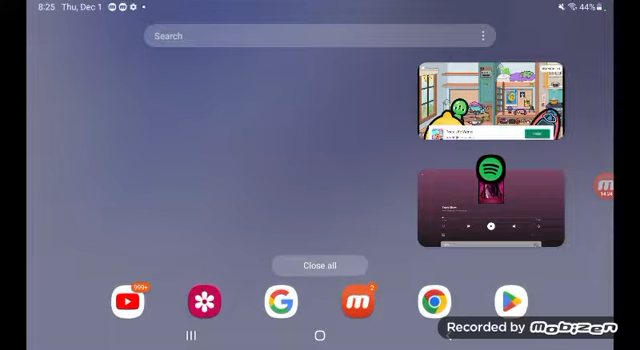 8:25 Thu, Dec 1
44%
Search
Close all
999+
2
Recorded by mobizen